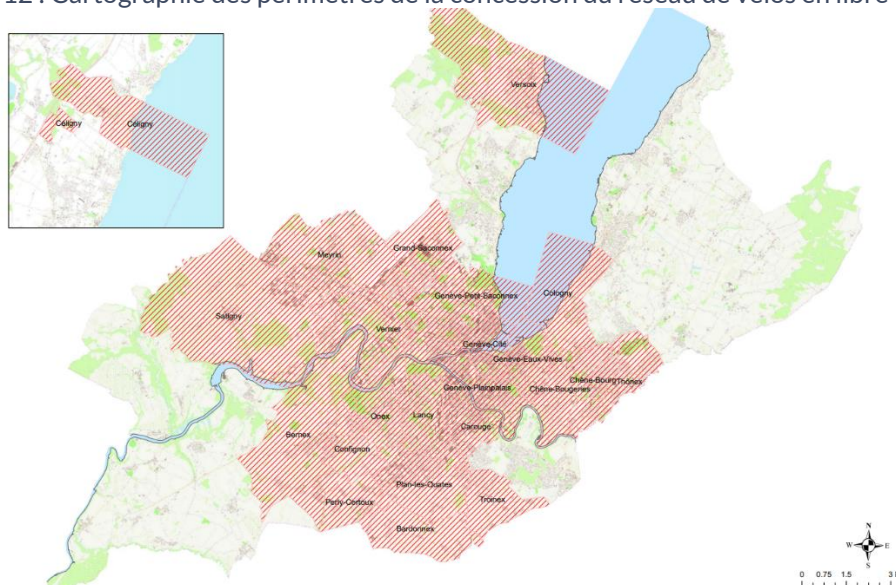 12 : Cartographie des périmètres de la concession du réseau de vélos en libre
Céligny
Céligny
Versoix
Grand-Saconnex
Meyrin
Genève-Petit-Saconnex
Cologny
Satigny
Vernier
Genève-Cité
Genève-Eaux-Vives
Chêne-Bourg
Thônex
Genève-Plainpalais
Chêne-Bougeries
Onex
Lancy
Carouge
Bernex
Confignon
Plan-les-Ouates
Troinex
Perly-Certoux
Bardonnex
N
W
E
S
0 0.75 1.5 3